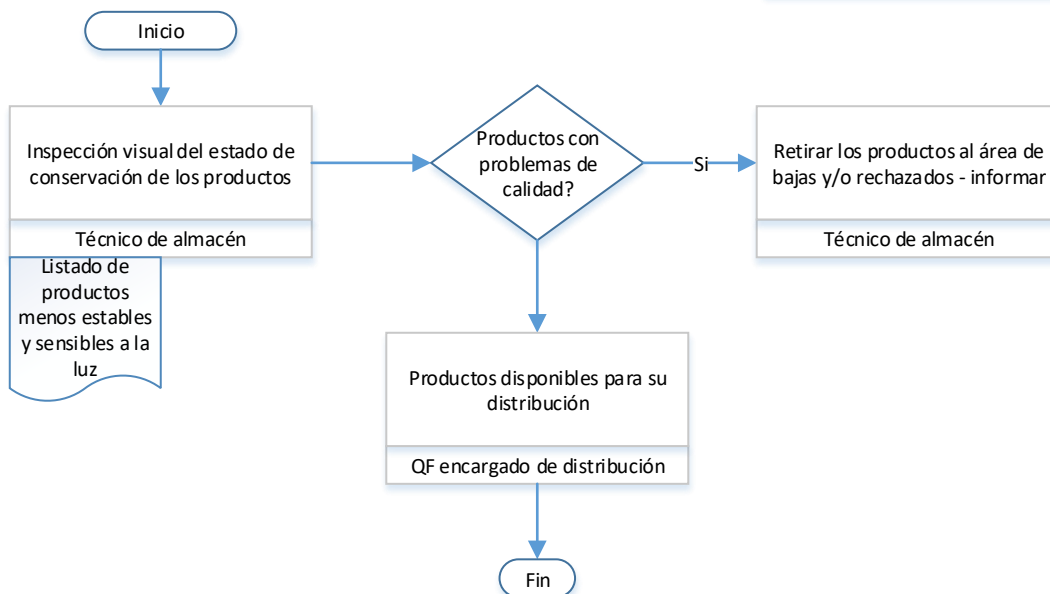 Inicio
Inspección visual del estado de
conservación de los productos
Técnico de almacén
Listado de
productos
menos estables
y sensibles a la
luz
Productos con
problemas de
calidad?
Si
Retirar los productos al área de
bajas y/o rechazados - informar
Técnico de almacén
Productos disponibles para su
distribución
QF encargado de distribución
Fin